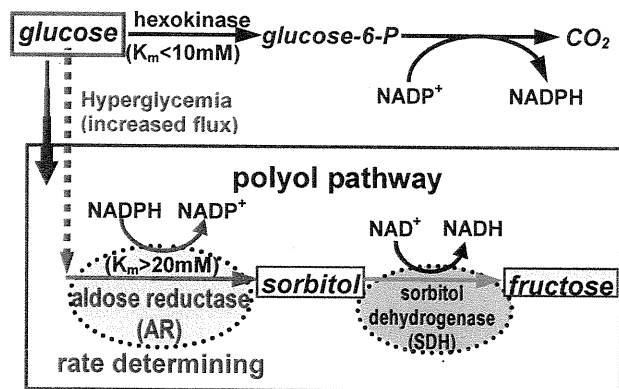 glucose
hexokinase
(Km<10mM)
glucose-6-P
CO2
NADP+
NADPH
Hyperglycemia
(increased flux)
polyol pathway
NADPH
NADP+
NAD+
NADH
(Km>20mM)
aldose reductase
(AR)
rate determining
sorbitol
sorbitol
dehydrogenase
(SDH)
fructose